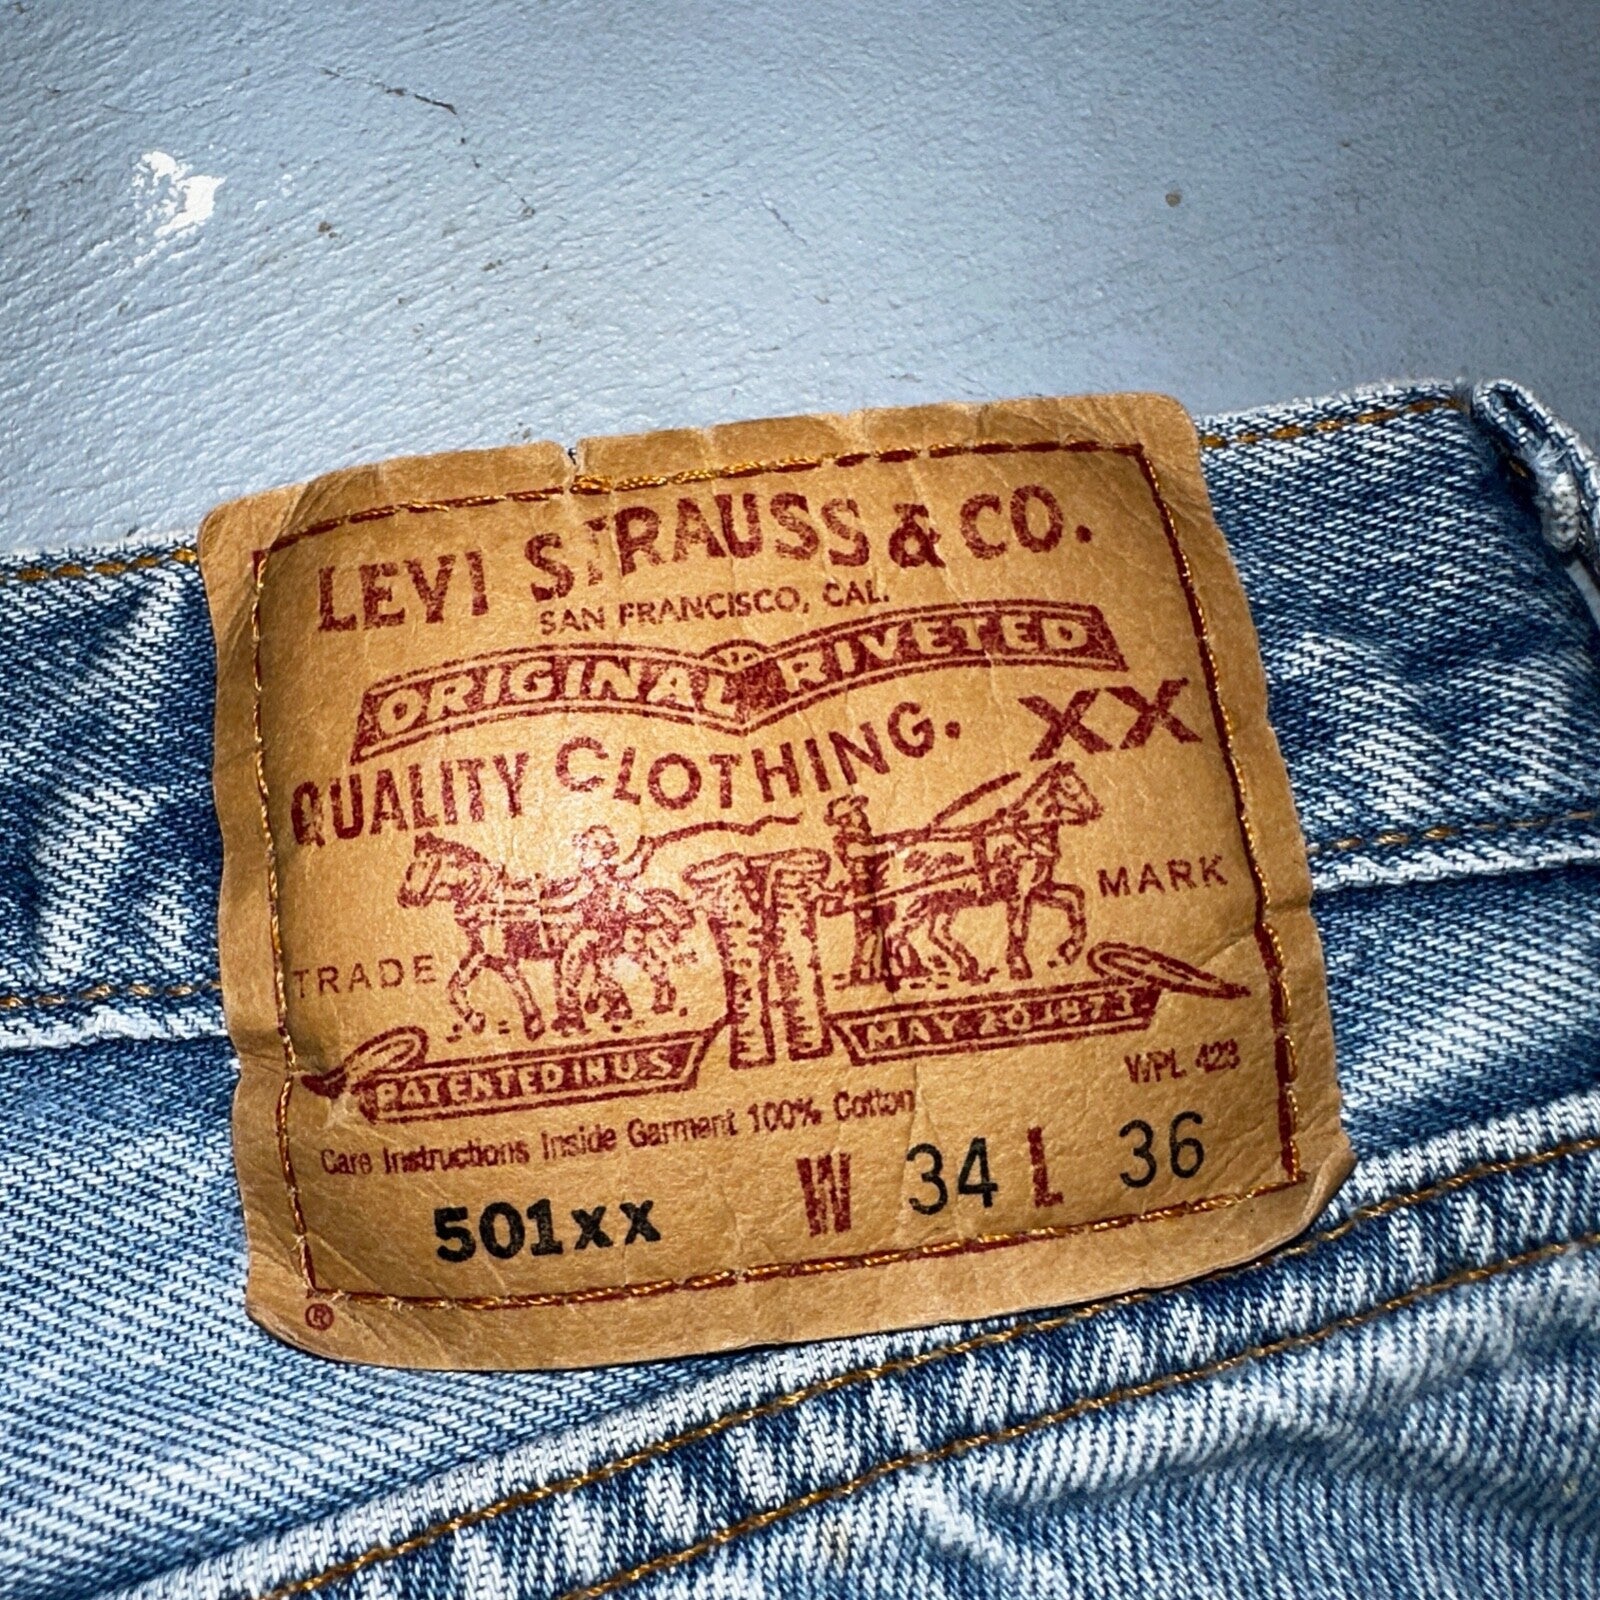 LEVI STRAUSS & CO.
SAN FRANCISCO, CAL.
ORIGINAL RIVETED
QUALITY CLOTHING. XX
TRADE MARK
PATENTED IN U.S. MAY 20 1873
WPL 423
Care Instructions Inside Garment 100% Cotton
501xx W 34 L 36
®